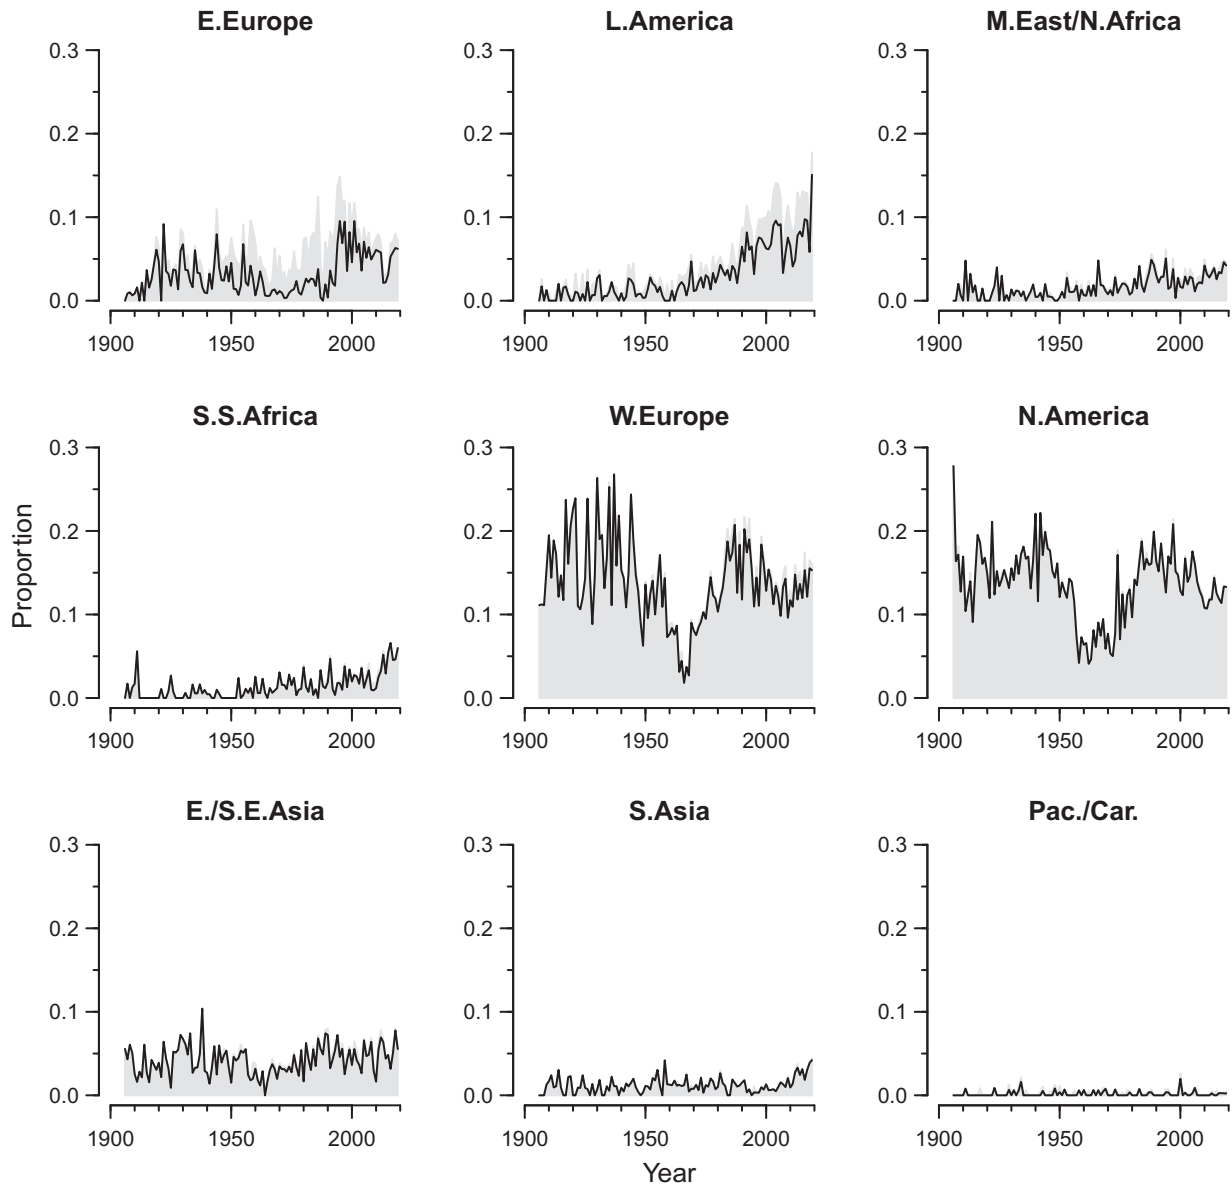 E.Europe L.America M.East/N.Africa
0.3 0.3 0.3
0.2 0.2 0.2
0.1 0.1 0.1
0.0 0.0 0.0
1900 1950 2000 1900 1950 2000 1900 1950 2000
S.S.Africa W.Europe N.America
0.3 0.3 0.3
0.2 0.2 0.2
Proportion
0.1 0.1 0.1
0.0 0.0 0.0
1900 1950 2000 1900 1950 2000 1900 1950 2000
E./S.E.Asia S.Asia Pac./Car.
0.3 0.3 0.3
0.2 0.2 0.2
0.1 0.1 0.1
0.0 0.0 0.0
1900 1950 2000 1900 1950 2000 1900 1950 2000
Year